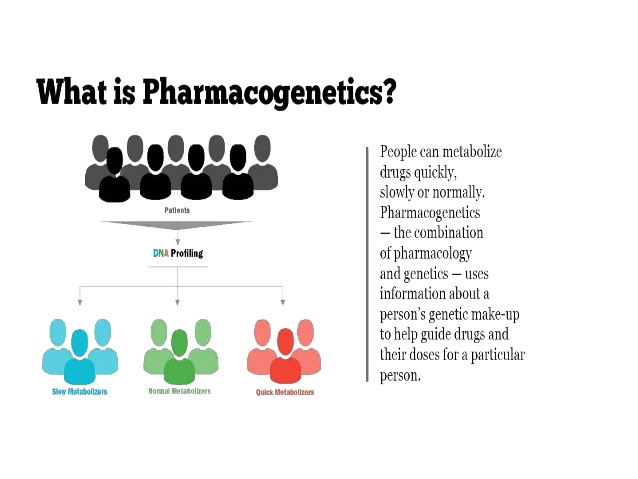 What is Pharmacogenetics?
Patients
DNA Profiling
Slow Metabolizers
Normal Metabolizers
Quick Metabolizers
People can metabolize
drugs quickly,
slowly or normally.
Pharmacogenetics
— the combination
of pharmacology
and genetics — uses
information about a
person's genetic make-up
to help guide drugs and
their doses for a particular
person.